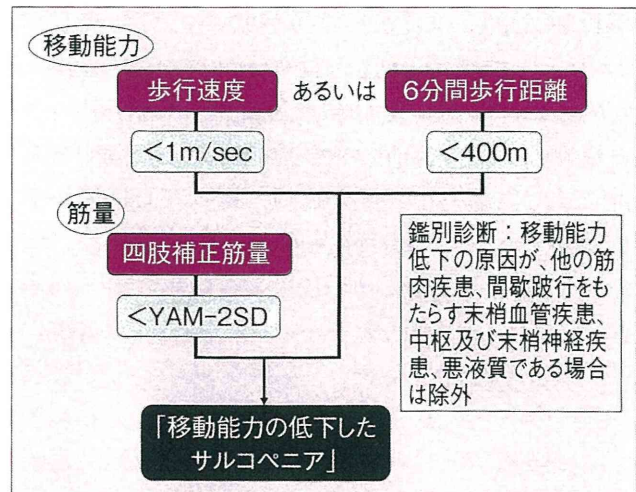 移動能力
歩行速度 あるいは 6分間歩行距離
<1m/sec <400m
筋量
四肢補正筋量
<YAM-2SD
鑑別診断：移動能力
低下の原因が、他の筋
肉疾患、間歇跛行をも
たらす末梢血管疾患、
中枢及び末梢神経疾
患、悪液質である場合
は除外
「移動能力の低下した
サルコペニア」